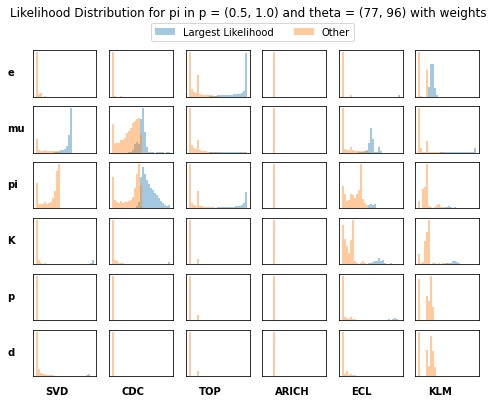 Likelihood Distribution for pi in p = (0.5, 1.0) and theta = (77, 96) with weights
Largest Likelihood Other
e
mu
pi
K
p
d
SVD CDC TOP ARICH ECL KLM